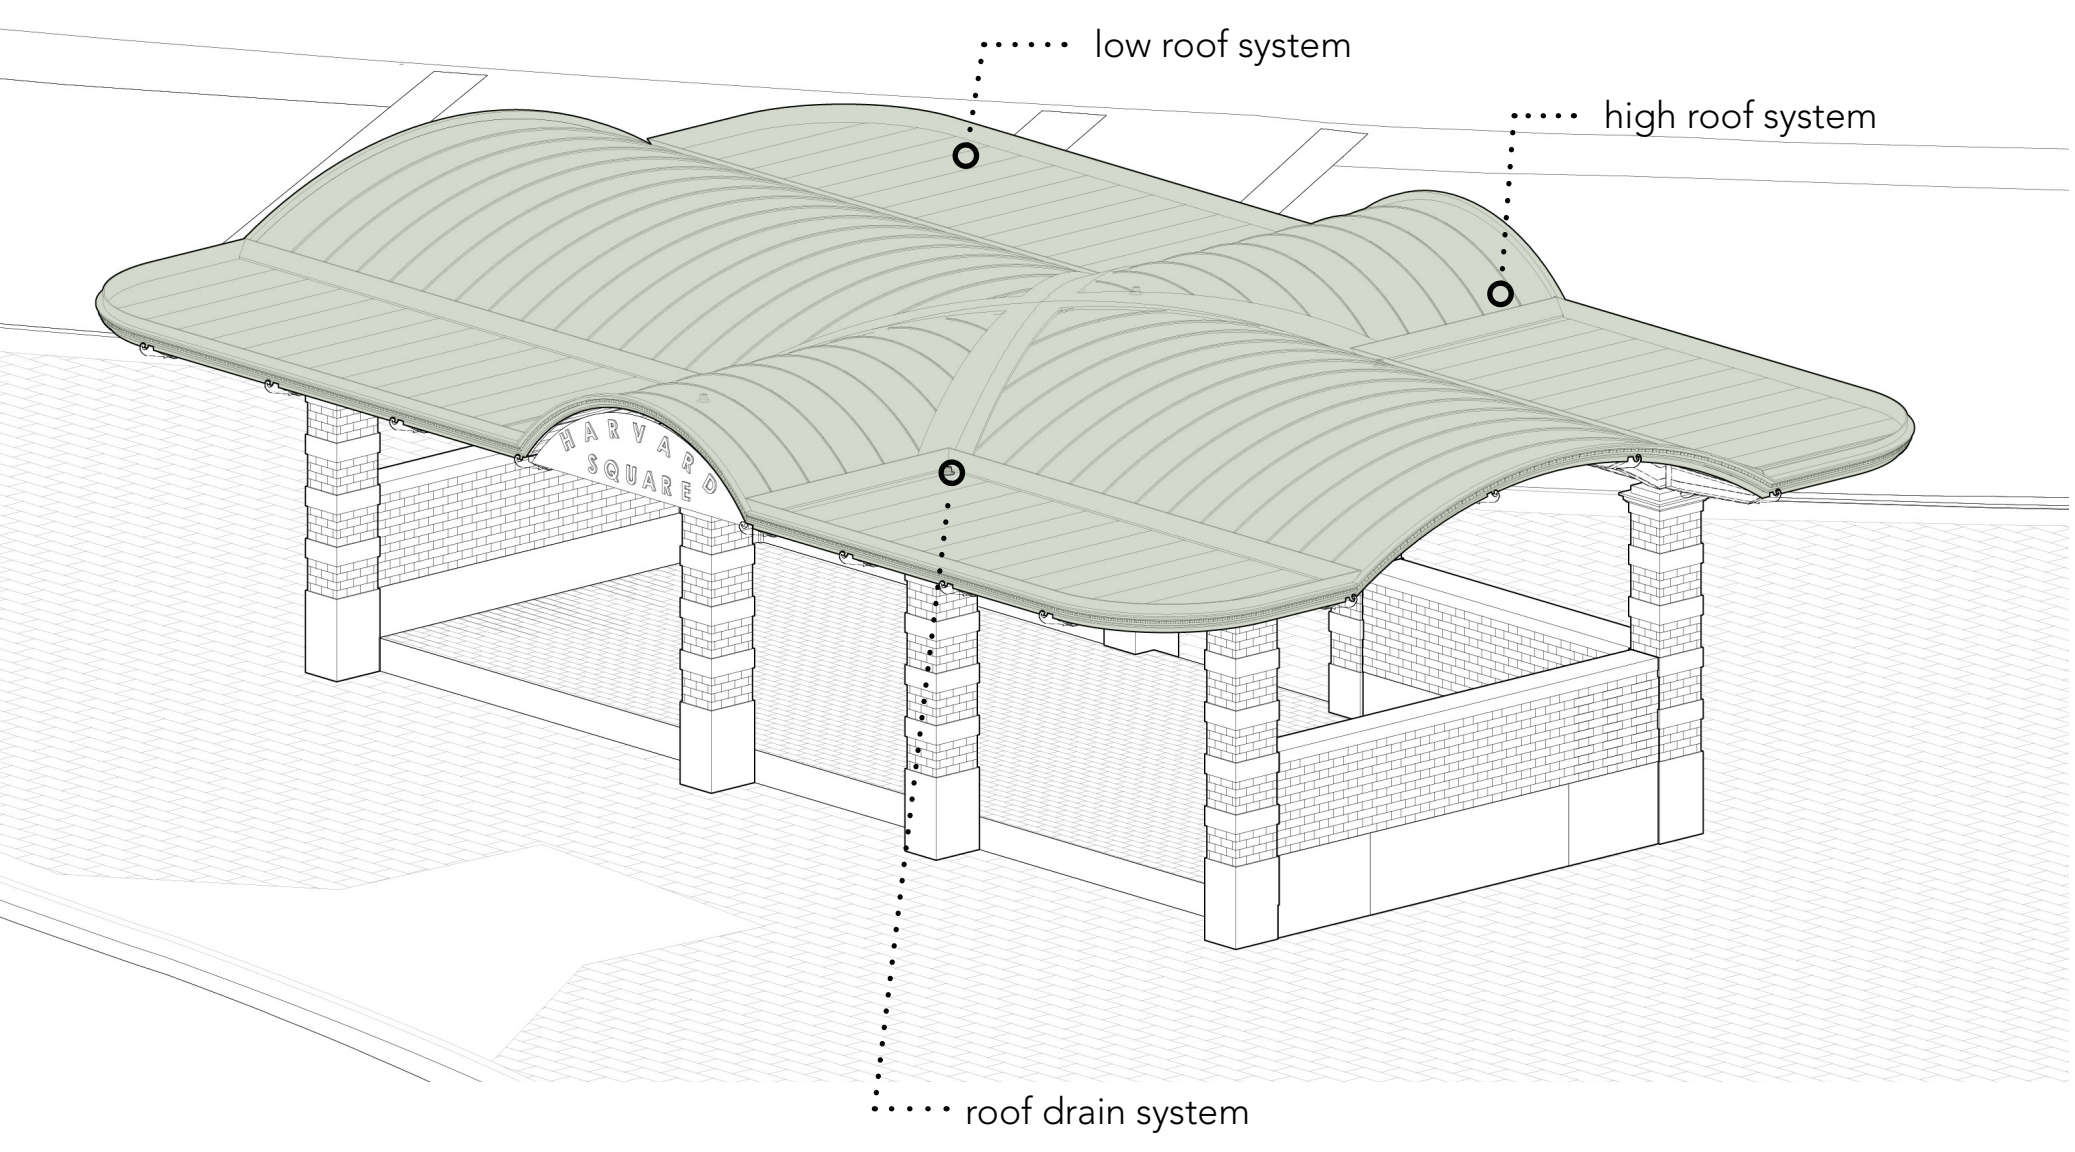 low roof system
high roof system
HARVARD
SQUARE
roof drain system